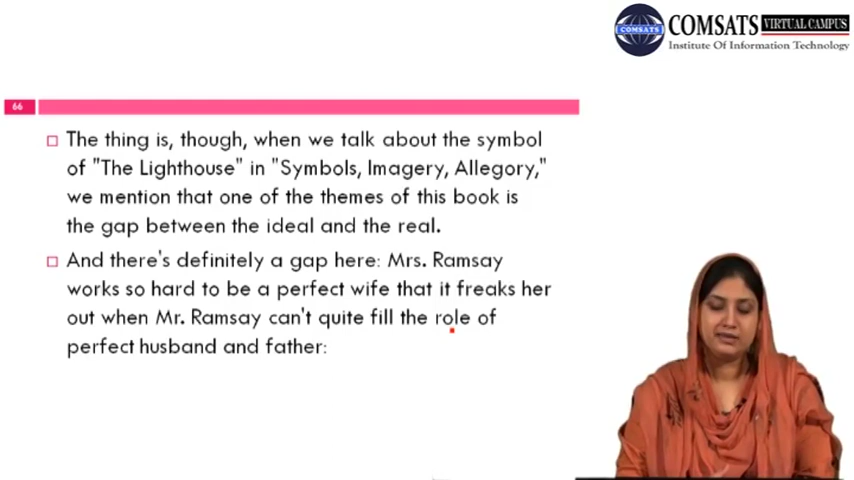 COMSATS
COMSATS VIRTUAL CAMPUS
Institute Of Information Technology
66
The thing is, though, when we talk about the symbol
of "The Lighthouse" in "Symbols, Imagery, Allegory,"
we mention that one of the themes of this book is
the gap between the ideal and the real.
And there's definitely a gap here: Mrs. Ramsay
works so hard to be a perfect wife that it freaks her
out when Mr. Ramsay can't quite fill the role of
perfect husband and father: